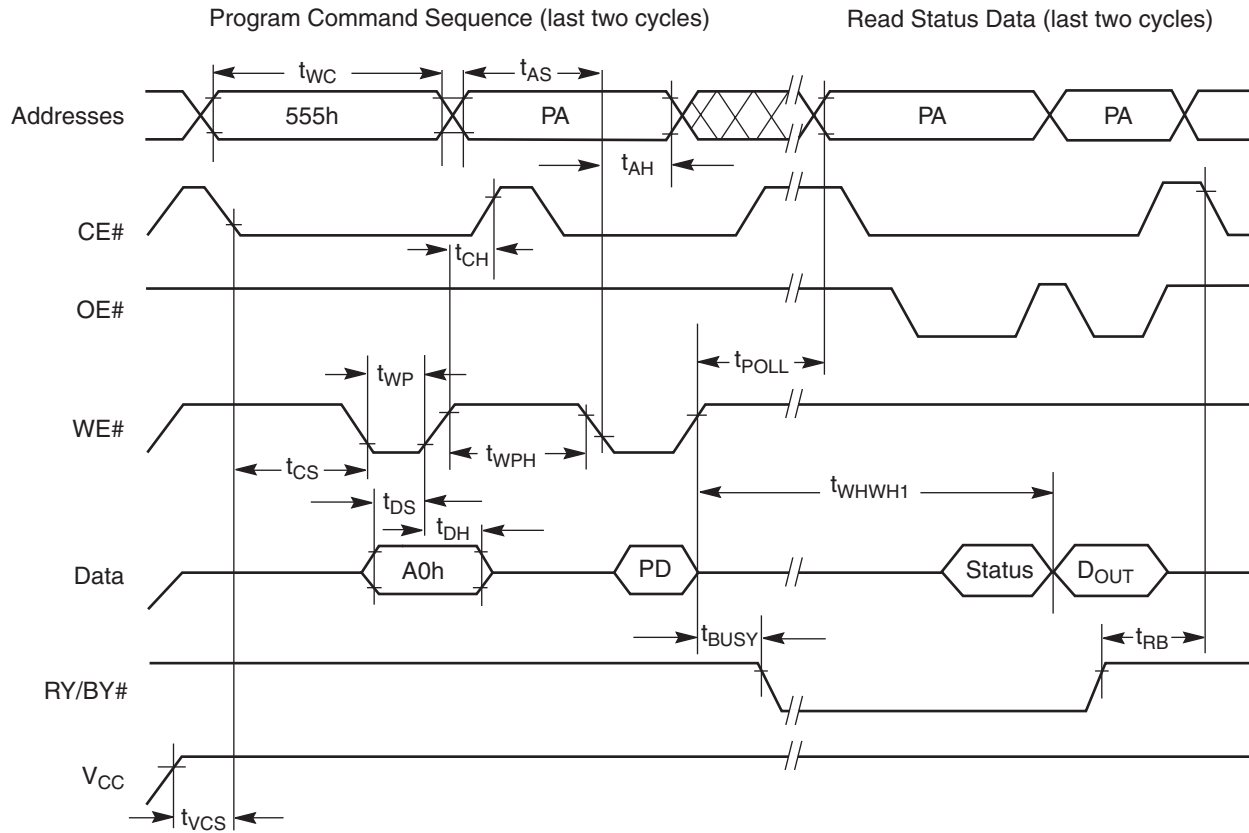 Program Command Sequence (last two cycles)
Read Status Data (last two cycles)
tWC
tAS
Addresses
555h
PA
PA
PA
tAH
CE#
tCH
OE#
tPOLL
tWP
WE#
tWPH
tCS
tWHWH1
tDS
tDH
Data
A0h
PD
Status
DOUT
tBUSY
tRB
RY/BY#
VCC
tVCS